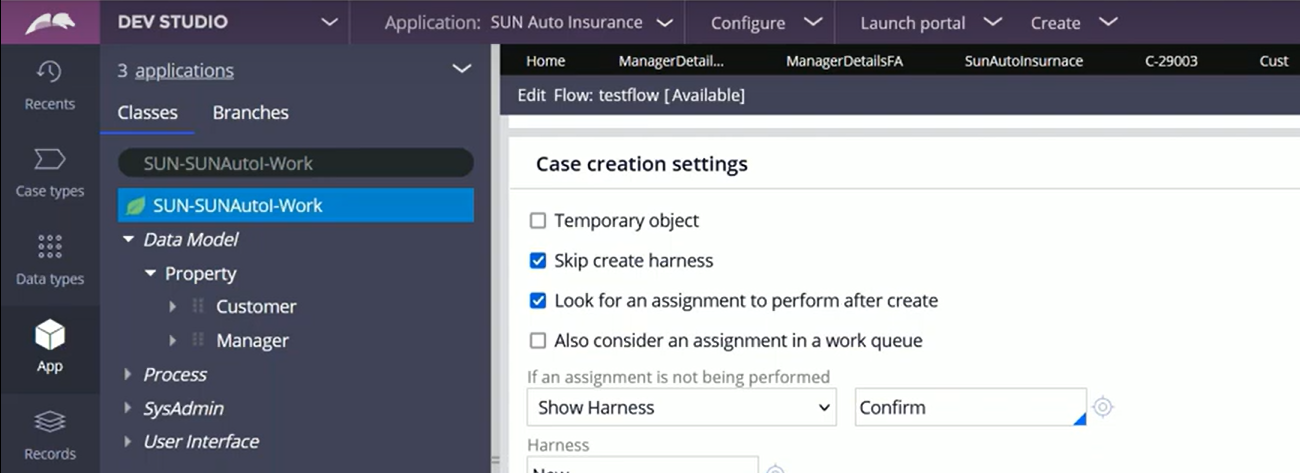 DEV STUDIO
Application: SUN Auto Insurance
Configure
Launch portal
Create
Recents
Case types
Data types
App
Records
3 applications
Classes Branches
SUN-SUNAutoI-Work
SUN-SUNAutoI-Work
Data Model
Property
Customer
Manager
Process
SysAdmin
User Interface
Home ManagerDetail... ManagerDetailsFA SunAutoInsurnace C-29003 Cust
Edit Flow: testflow [Available]
Case creation settings
Temporary object
Skip create harness
Look for an assignment to perform after create
Also consider an assignment in a work queue
If an assignment is not being performed
Show Harness Confirm
Harness
New